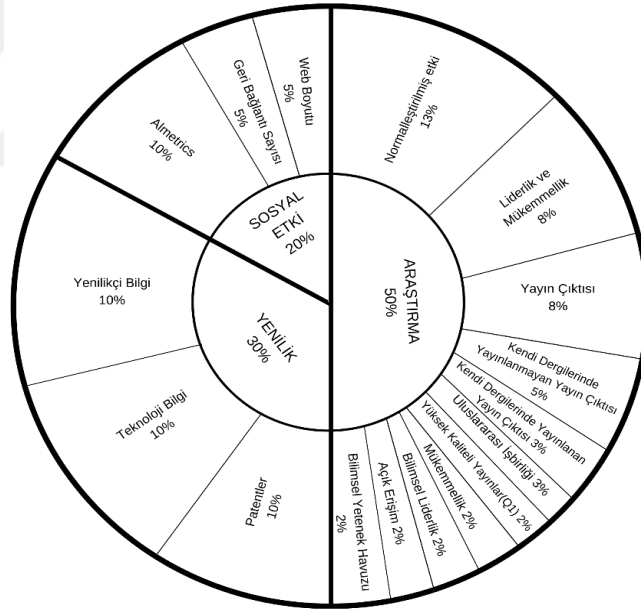 Normalleştirilmiş etki
13%
Liderlik ve
Mükemmellik
8%
Yayın Çıktısı
8%
Kendi Dergilerinde
Yayınlanmayan Yayın Çıktısı
5%
Kendi Dergilerinde Yayınlanan
Yayın Çıktısı 3%
Uluslararası İşbirliği 3%
Yüksek Kaliteli Yayınlar(Q1) 2%
Mükemmellik 2%
Bilimsel Liderlik 2%
Açık Erişim 2%
Bilimsel Yetenek Havuzu
2%
ARAŞTIRMA
50%
Patentler
10%
Teknoloji Bilgi
10%
Yenilikçi Bilgi
10%
YENİLİK
30%
Almetrics
10%
Geri Bağlantı Sayısı
5%
Web Boyutu
5%
SOSYAL
ETKİ
20%